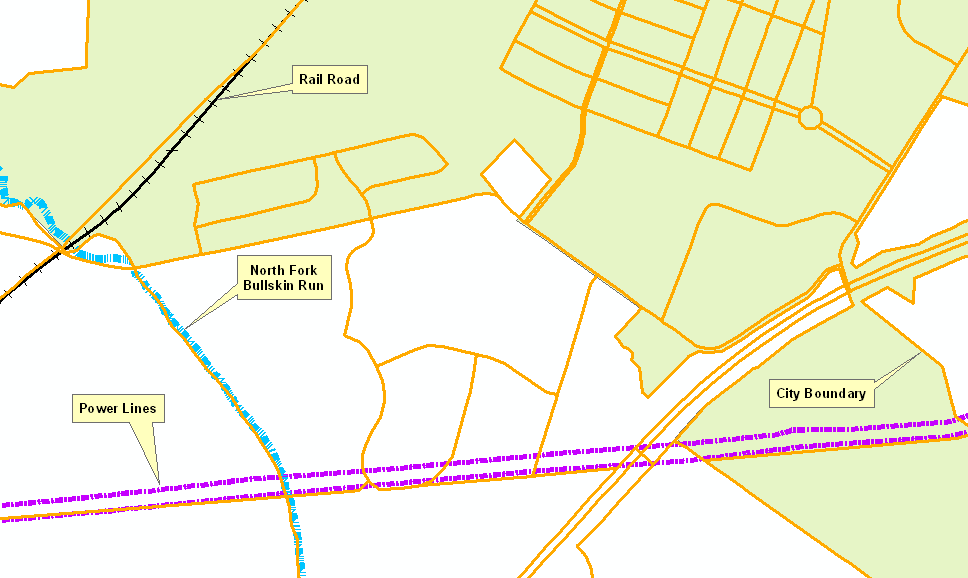 Rail Road
North Fork
Bullskin Run
City Boundary
Power Lines